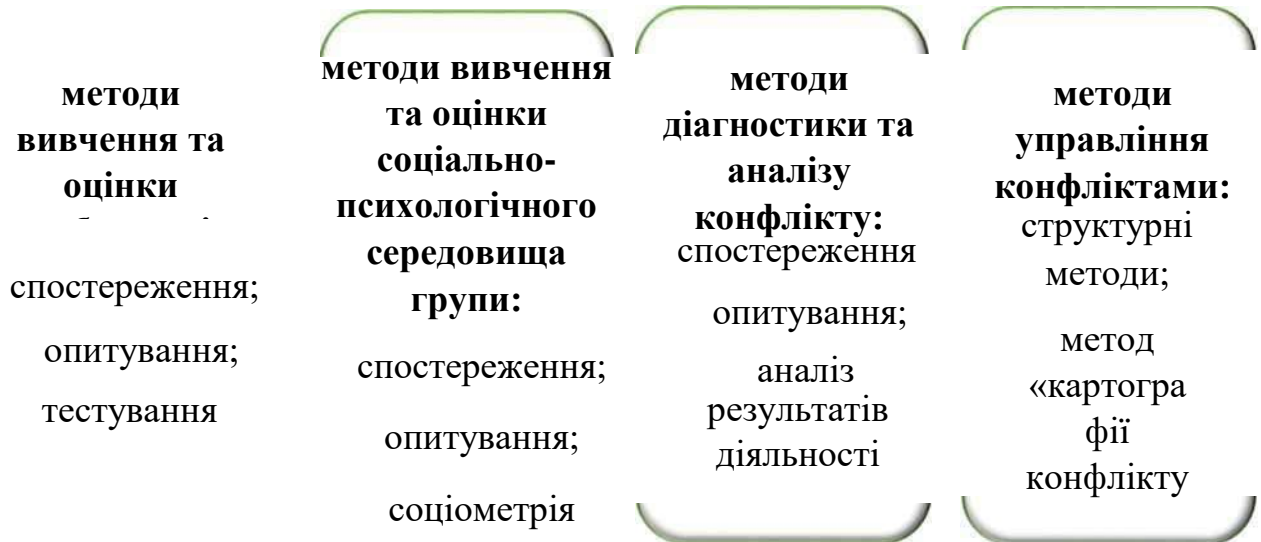 методи
вивчення та
оцінки
спостереження;
опитування;
тестування
методи вивчення
та оцінки
соціально-
психологічного
середовища
групи:
спостереження;
опитування;
соціометрія
методи
діагностики та
аналізу
конфлікту:
спостереження
опитування;
аналіз
результатів
діяльності
методи
управління
конфліктами:
структурні
методи;
метод
«картогра
фії
конфлікту